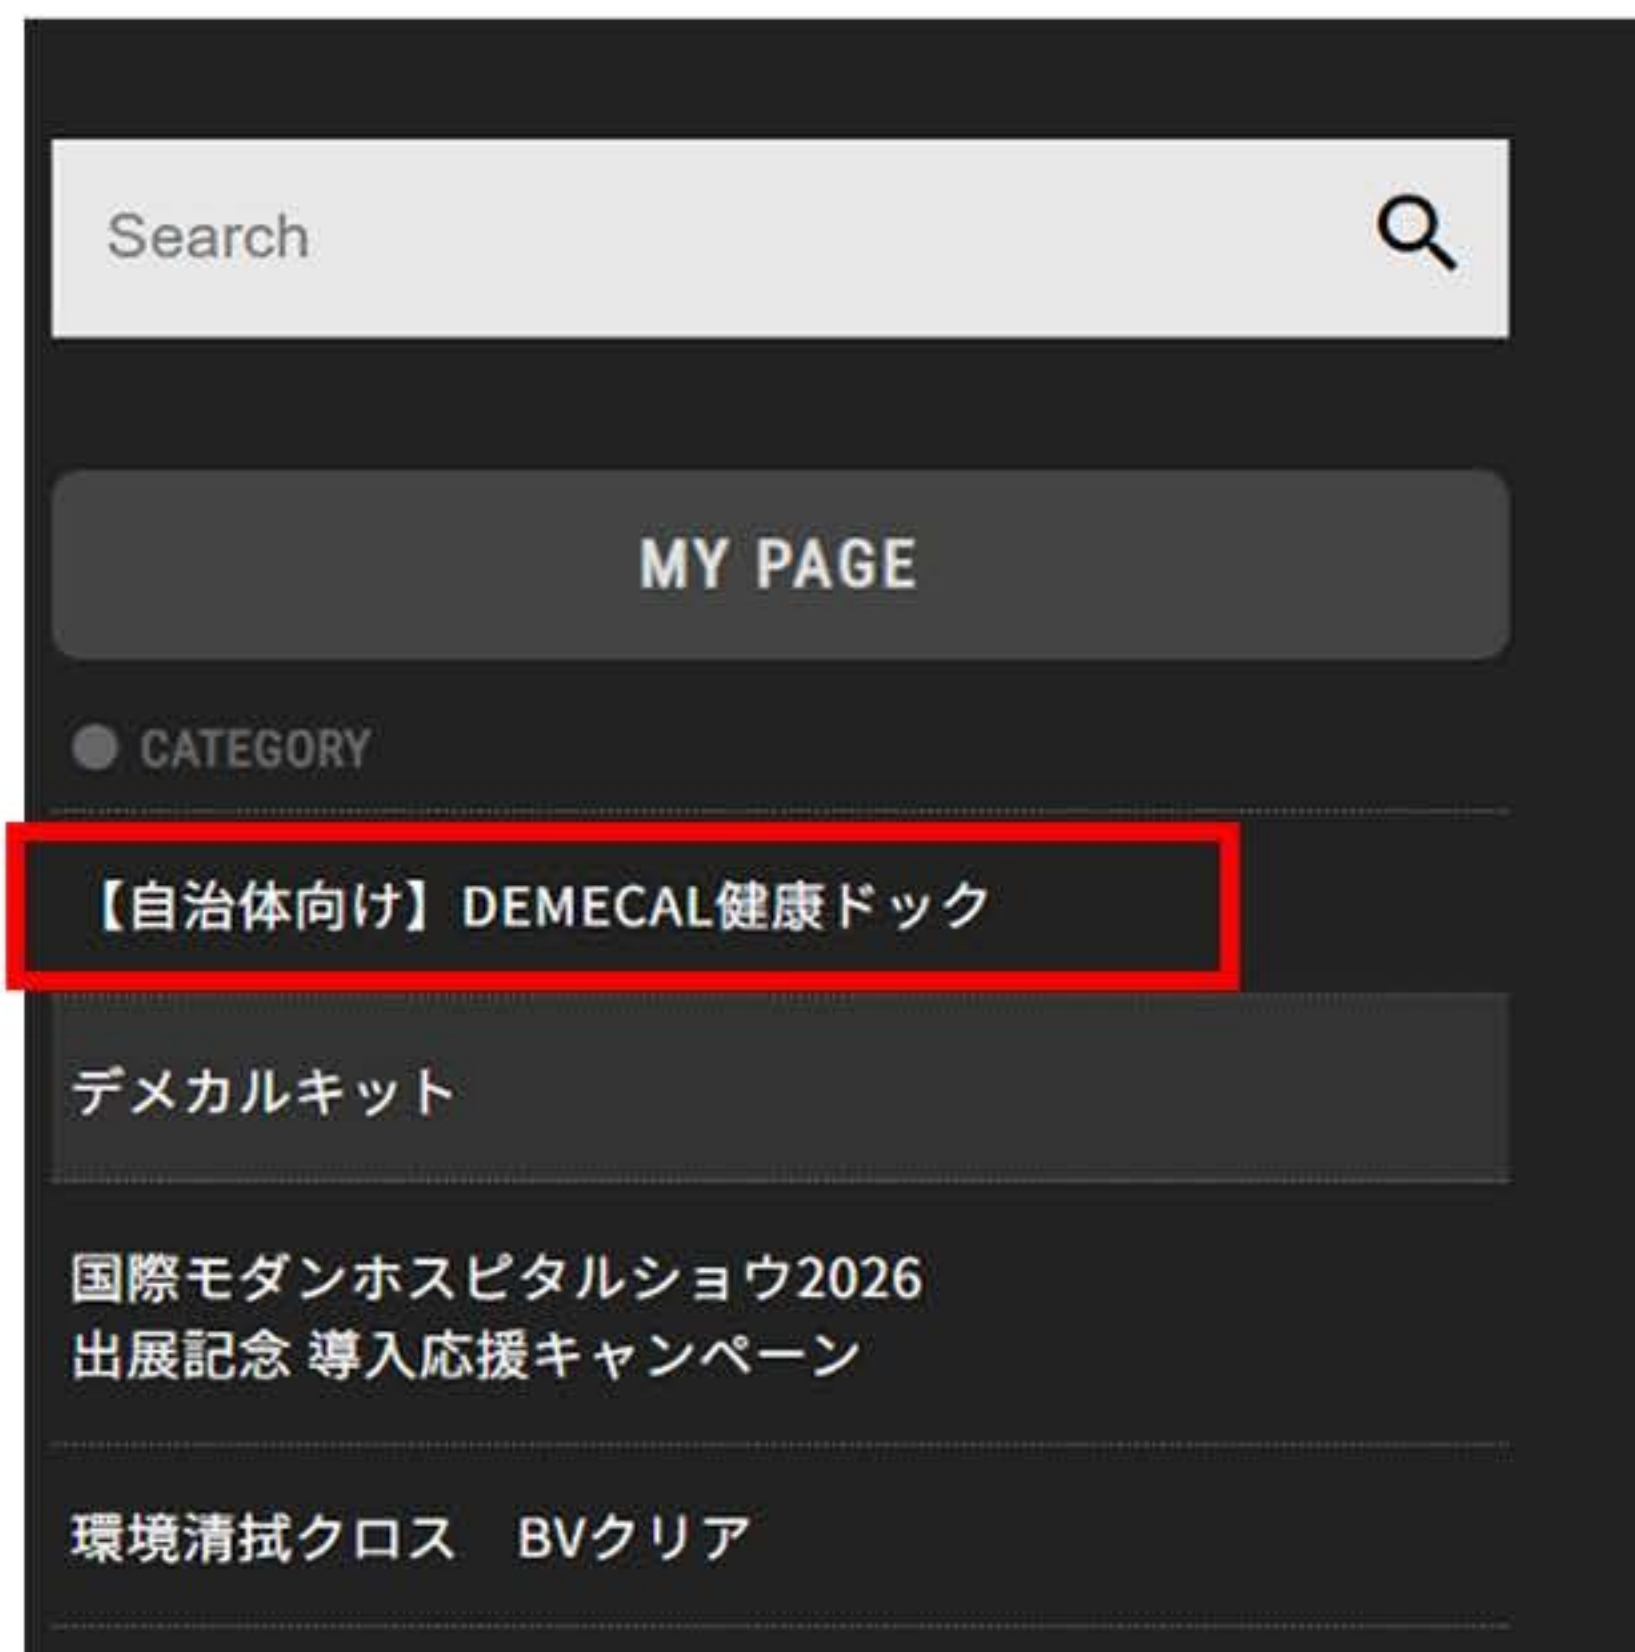 Search
MY PAGE
CATEGORY
【自治体向け】DEMECAL健康ドック
デメカルキット
国際モダンホスピタルショウ2026
出展記念 導入応援キャンペーン
環境清拭クロス　BVクリア